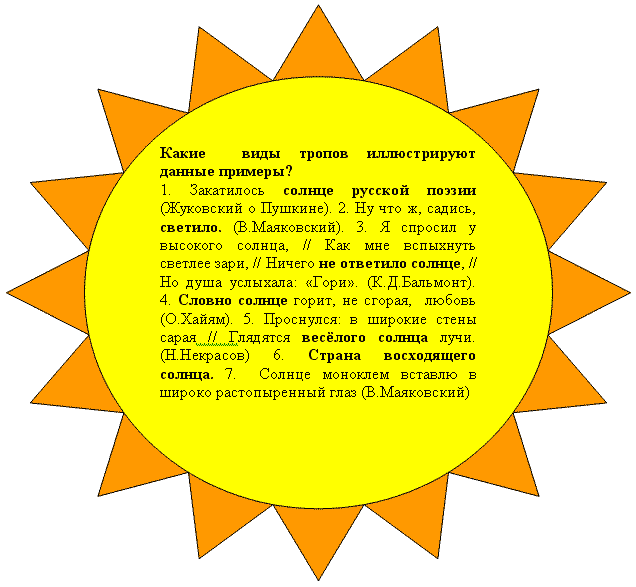 Какие виды тропов иллюстрируют
данные примеры?
1. Закатилось солнце русской поэзии
(Жуковский о Пушкине). 2. Ну что ж, садись,
светило. (В.Маяковский). 3. Я спросил у
высокого солнца, // Как мне вспыхнуть
светлее зари, // Ничего не ответило солнце, //
Но душа услыхала: «Гори». (К.Д.Бальмонт).
4. Словно солнце горит, не сгорая, любовь
(О.Хайям). 5. Проснулся: в широкие стены
сарая // Глядятся весёлого солнца лучи.
(Н.Некрасов) 6. Страна восходящего
солнца. 7. Солнце моноклем вставлю в
широко растопыренный глаз (В.Маяковский)